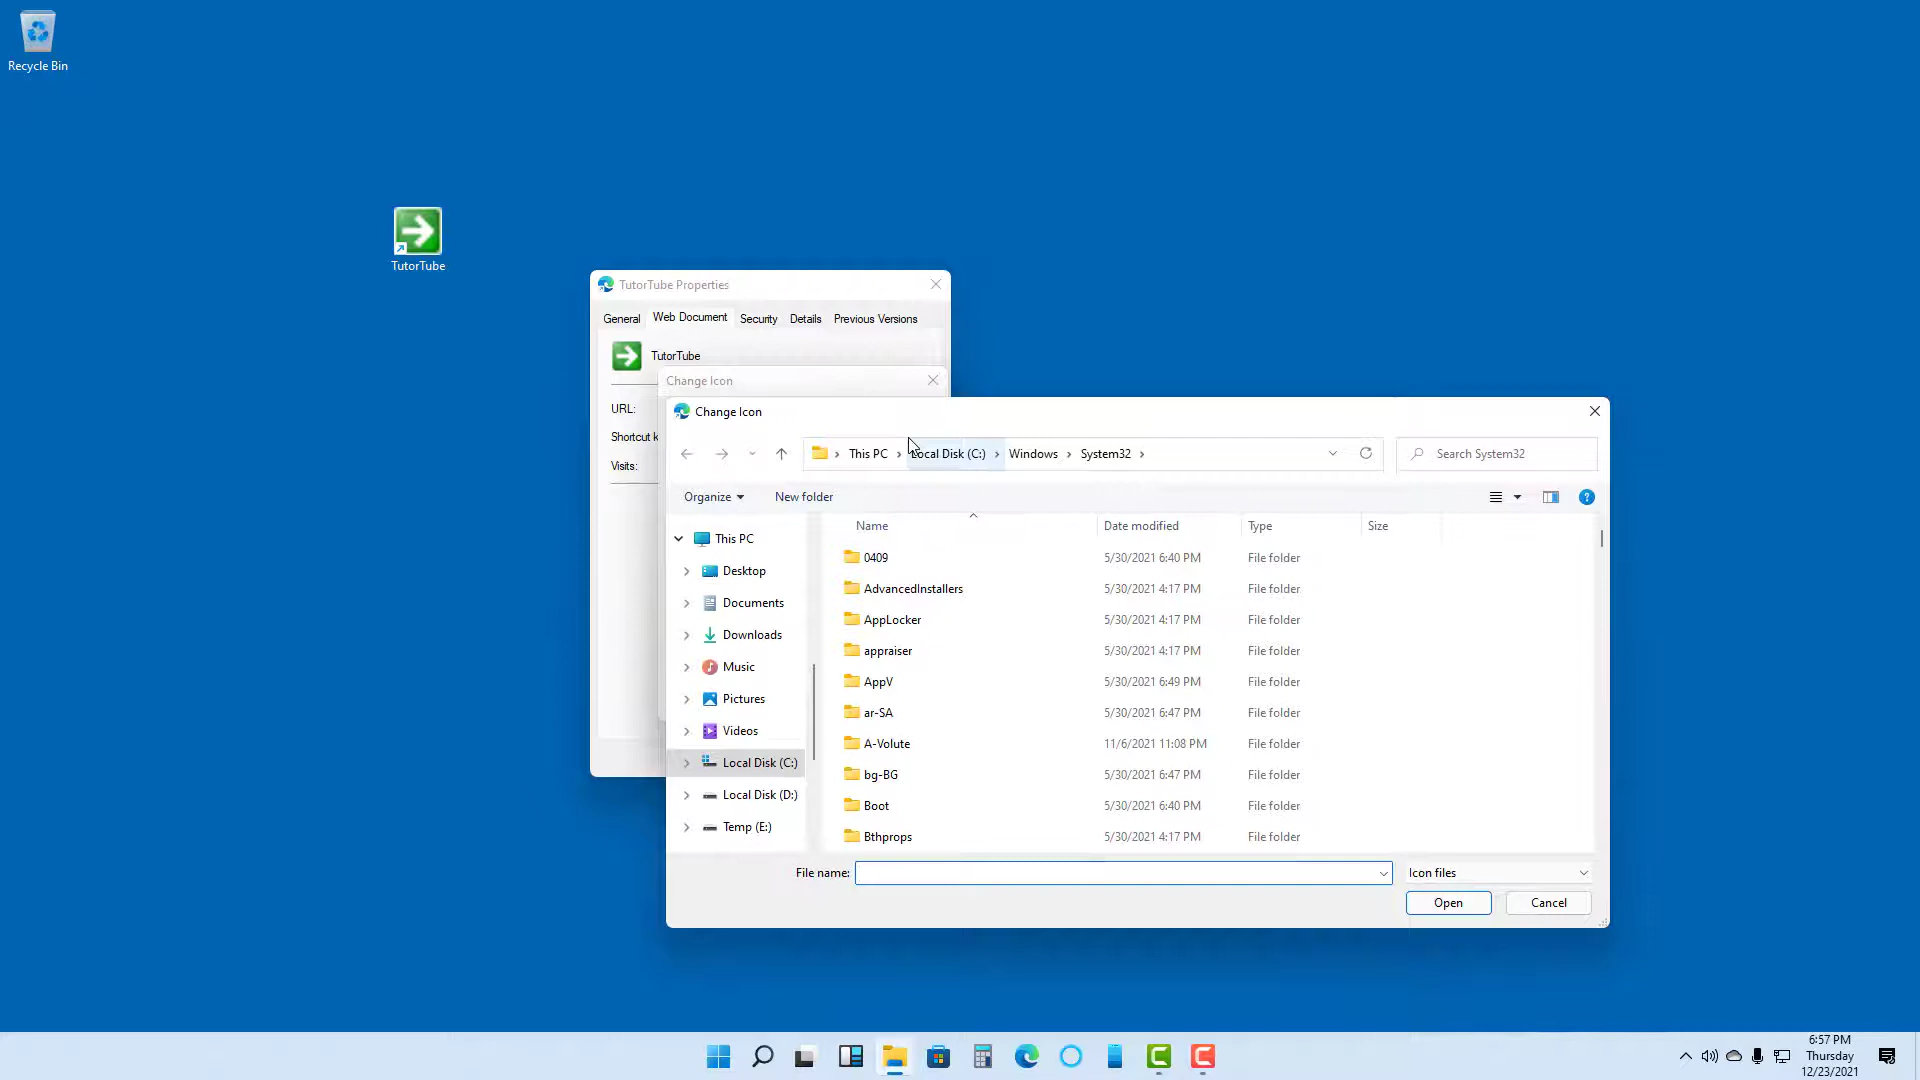 Recycle Bin
TutorTube
TutorTube Properties
General Web Document Security Details Previous Versions
TutorTube
Change Icon
URL:
Shortcut k
Visits:
Change Icon
This PC Local Disk (C:) Windows System32
Search System32
Organize New folder
Name Date modified Type Size
This PC
Desktop
Documents
Downloads
Music
Pictures
Videos
Local Disk (C:)
Local Disk (D:)
Temp (E:)
0409 5/30/2021 6:40 PM File folder
AdvancedInstallers 5/30/2021 4:17 PM File folder
AppLocker 5/30/2021 4:17 PM File folder
appraiser 5/30/2021 4:17 PM File folder
AppV 5/30/2021 6:49 PM File folder
ar-SA 5/30/2021 6:47 PM File folder
A-Volute 11/6/2021 11:08 PM File folder
bg-BG 5/30/2021 6:47 PM File folder
Boot 5/30/2021 6:40 PM File folder
Bthprops 5/30/2021 4:17 PM File folder
File name: Icon files
Open Cancel
6:57 PM
Thursday
12/23/2021